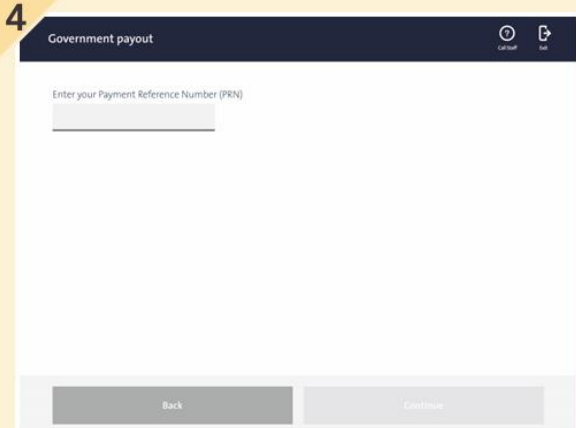 4
Government payout
Call Staff
Exit
Enter your Payment Reference Number (PRN)
Back
Continue